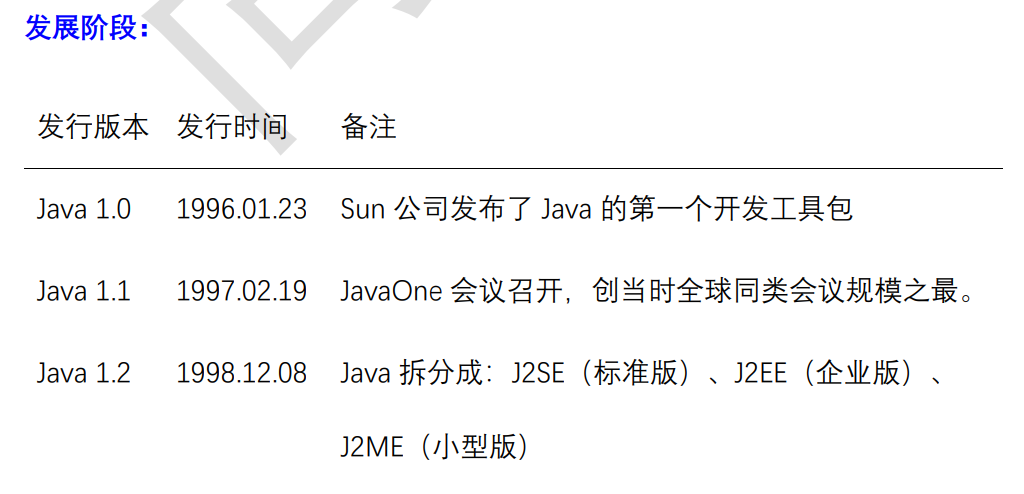 发展阶段：
发行版本 发行时间 备注
Java 1.0 1996.01.23 Sun 公司发布了 Java 的第一个开发工具包
Java 1.1 1997.02.19 JavaOne 会议召开，创当时全球同类会议规模之最。
Java 1.2 1998.12.08 Java 拆分成：J2SE（标准版）、J2EE（企业版）、
J2ME（小型版）